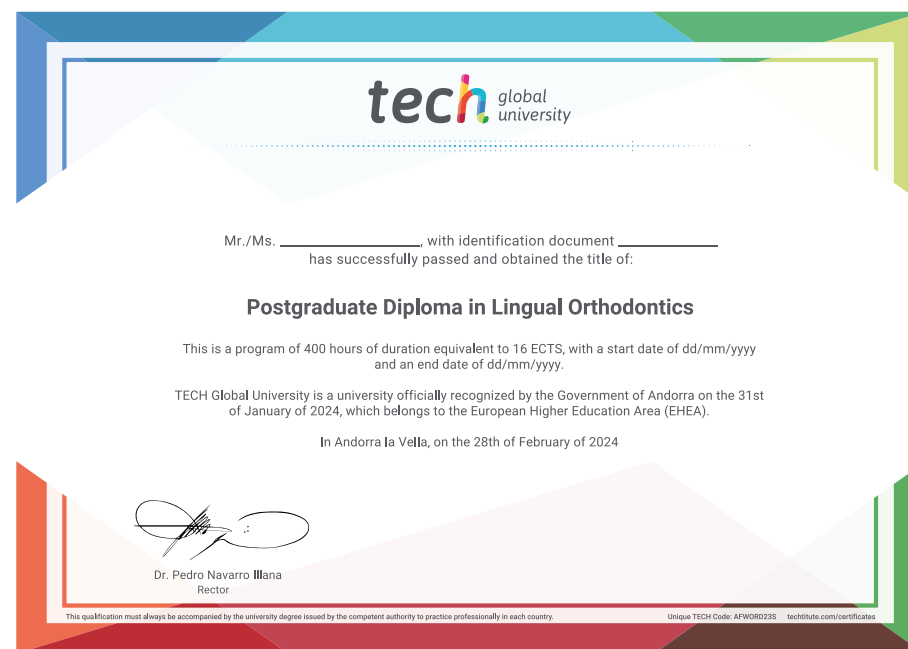 tech global university
Mr./Ms. ____________, with identification document ____________
has successfully passed and obtained the title of:
Postgraduate Diploma in Lingual Orthodontics
This is a program of 400 hours of duration equivalent to 16 ECTS, with a start date of dd/mm/yyyy
and an end date of dd/mm/yyyy.
TECH Global University is a university officially recognized by the Government of Andorra on the 31st
of January of 2024, which belongs to the European Higher Education Area (EHEA).
In Andorra la Vella, on the 28th of February of 2024
Dr. Pedro Navarro Illana
Rector
This qualification must always be accompanied by the university degree issued by the competent authority to practice professionally in each country.
Unique TECH Code: AFWORD23S techtitute.com/certificates